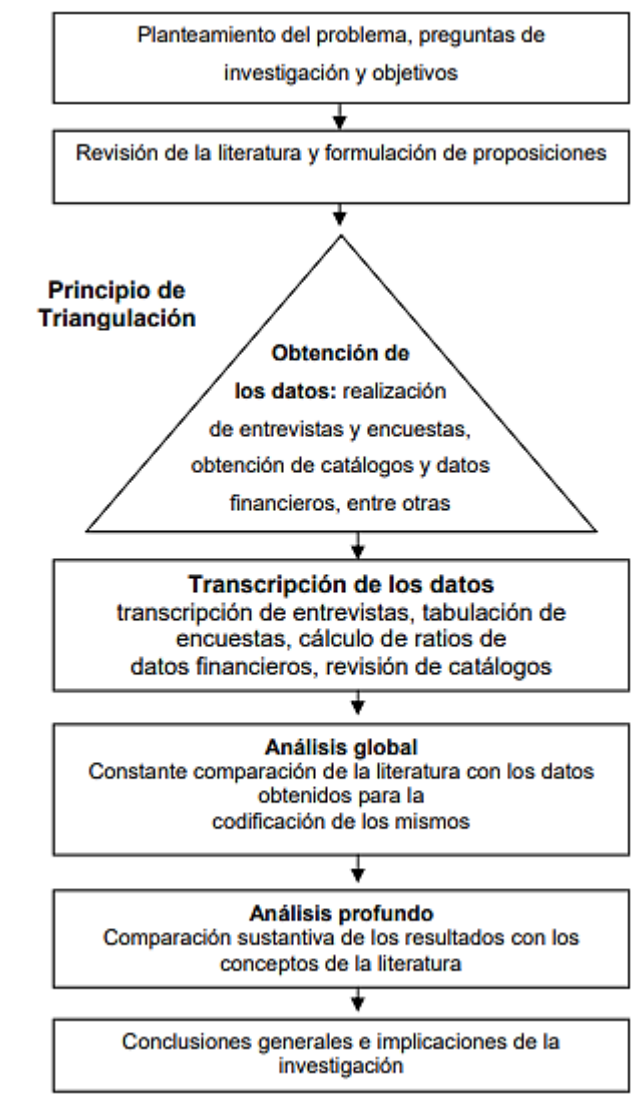 Planteamiento del problema, preguntas de
investigación y objetivos
Revisión de la literatura y formulación de proposiciones
Principio de
Triangulación
Obtención de
los datos: realización
de entrevistas y encuestas,
obtención de catálogos y datos
financieros, entre otras
Transcripción de los datos
transcripción de entrevistas, tabulación de
encuestas, cálculo de ratios de
datos financieros, revisión de catálogos
Análisis global
Constante comparación de la literatura con los datos
obtenidos para la
codificación de los mismos
Análisis profundo
Comparación sustantiva de los resultados con los
conceptos de la literatura
Conclusiones generales e implicaciones de la
investigación